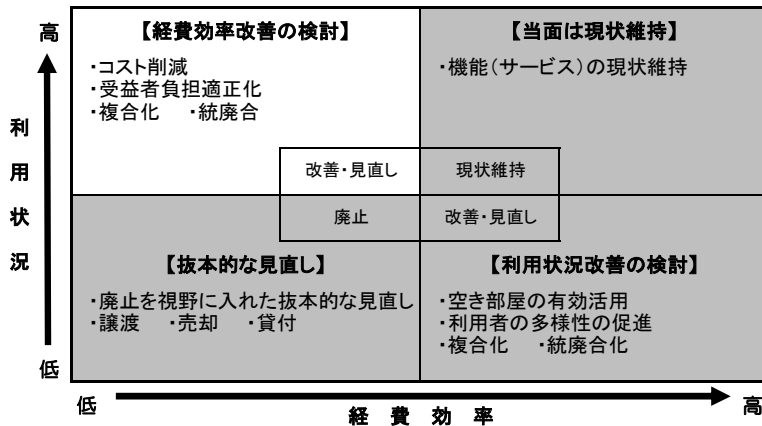 高
利
用
状
況
低
【経費効率改善の検討】
・コスト削減
・受益者負担適正化
・複合化 ・統廃合
【当面は現状維持】
・機能(サービス)の現状維持
改善・見直し
現状維持
廃止
改善・見直し
【抜本的な見直し】
・廃止を視野に入れた抜本的な見直し
・譲渡 ・売却 ・貸付
【利用状況改善の検討】
・空き部屋の有効活用
・利用者の多様性の促進
・複合化 ・統廃合化
低
経費効率
高